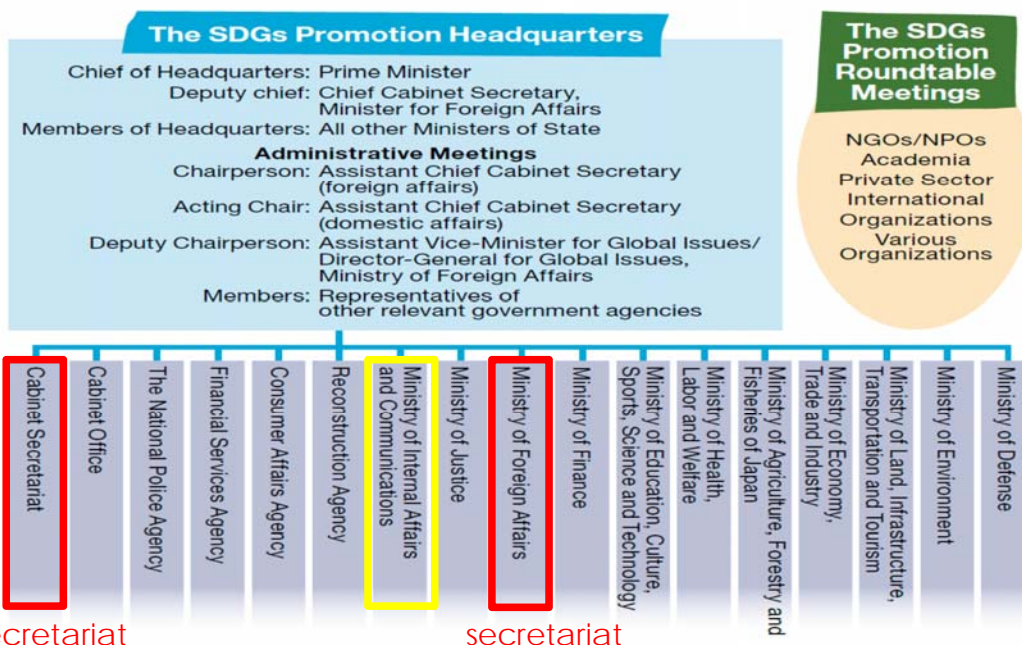 The SDGs Promotion Headquarters
Chief of Headquarters: Prime Minister
Deputy chief: Chief Cabinet Secretary,
Minister for Foreign Affairs
Members of Headquarters: All other Ministers of State
Administrative Meetings
Chairperson: Assistant Chief Cabinet Secretary
(foreign affairs)
Acting Chair: Assistant Chief Cabinet Secretary
(domestic affairs)
Deputy Chairperson: Assistant Vice-Minister for Global Issues/
Director-General for Global Issues,
Ministry of Foreign Affairs
Members: Representatives of
other relevant government agencies
The SDGs
Promotion
Roundtable
Meetings
NGOs/NPOs
Academia
Private Sector
International
Organizations
Various
Organizations
Cabinet Secretariat
Cabinet Office
The National Police Agency
Financial Services Agency
Consumer Affairs Agency
Reconstruction Agency
Ministry of Internal Affairs
and Communications
Ministry of Justice
Ministry of Foreign Affairs
Ministry of Finance
Ministry of Education, Culture,
Sports, Science and Technology
Ministry of Health,
Labor and Welfare
Ministry of Agriculture, Forestry and
Fisheries of Japan
Ministry of Economy,
Trade and Industry
Ministry of Land, Infrastructure,
Transportation and Tourism
Ministry of Environment
Ministry of Defense
ecretariat
secretariat